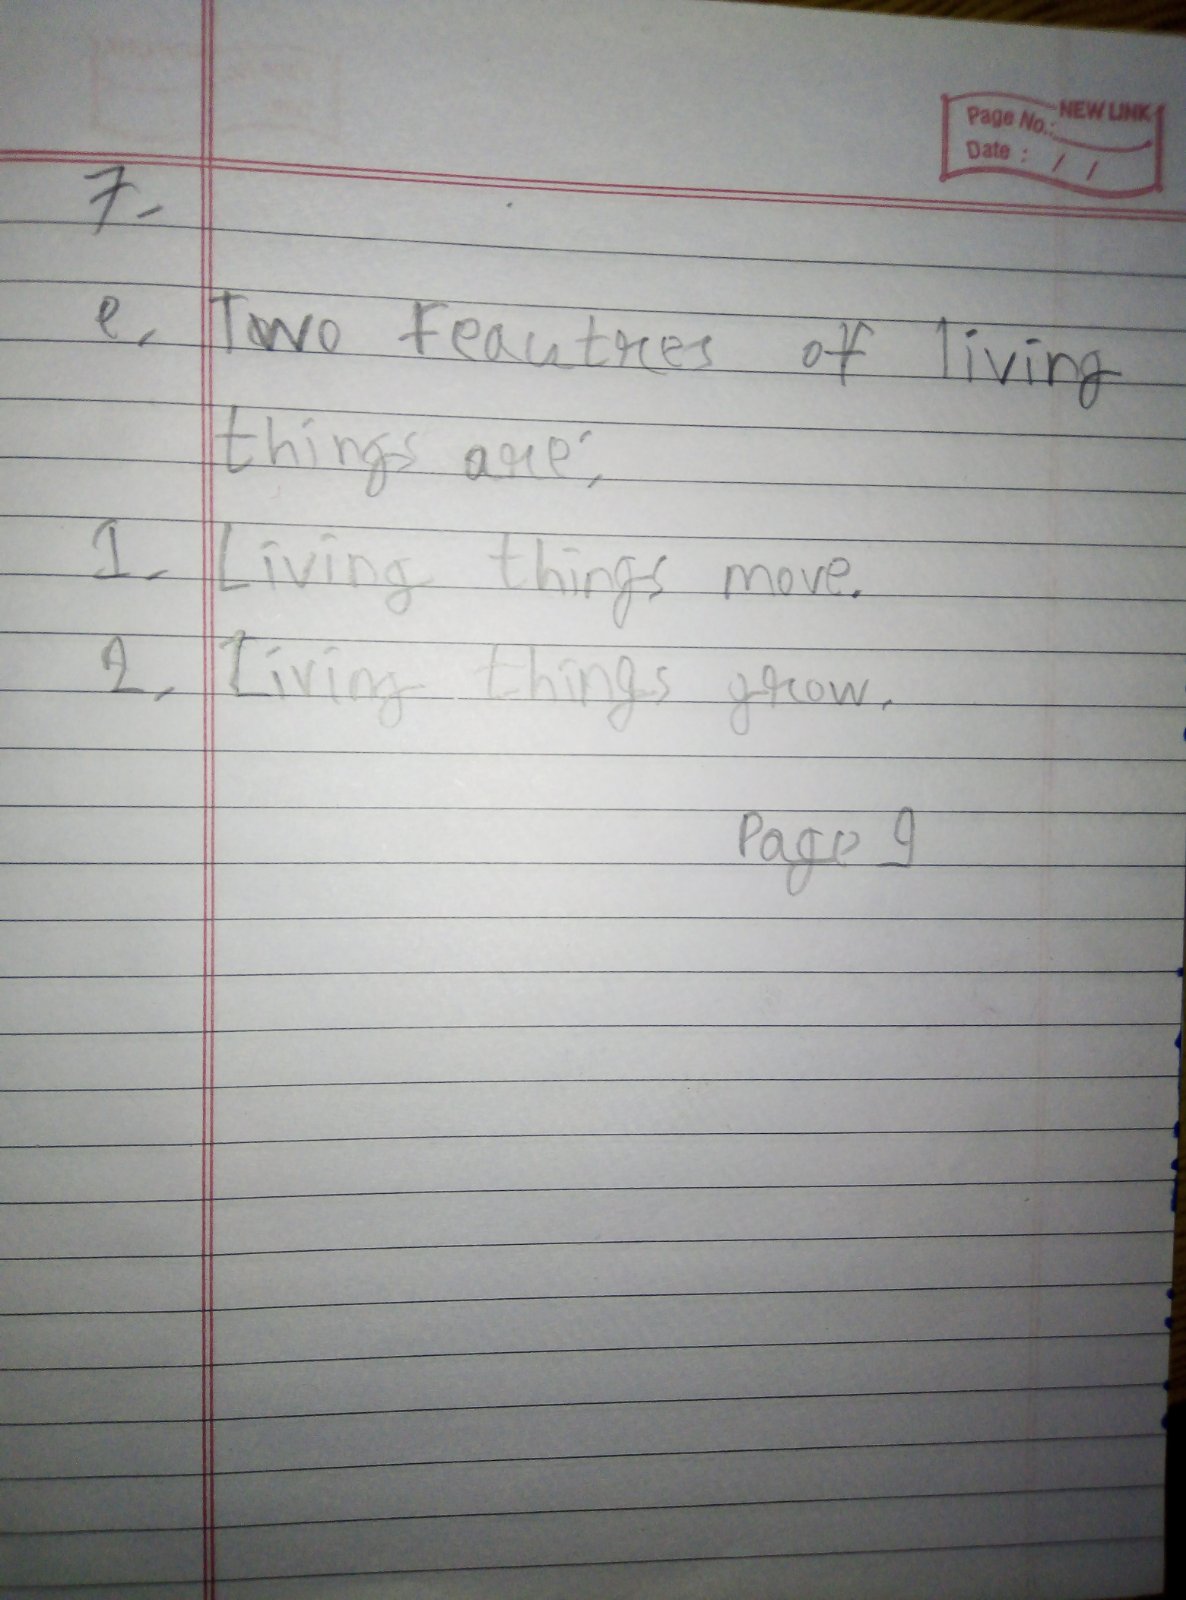 NEW LINK
Page No.:
Date : / /
7.
e. Two Feautres of living
things are;
1. Living things move.
2. Living things grow.
Page 9